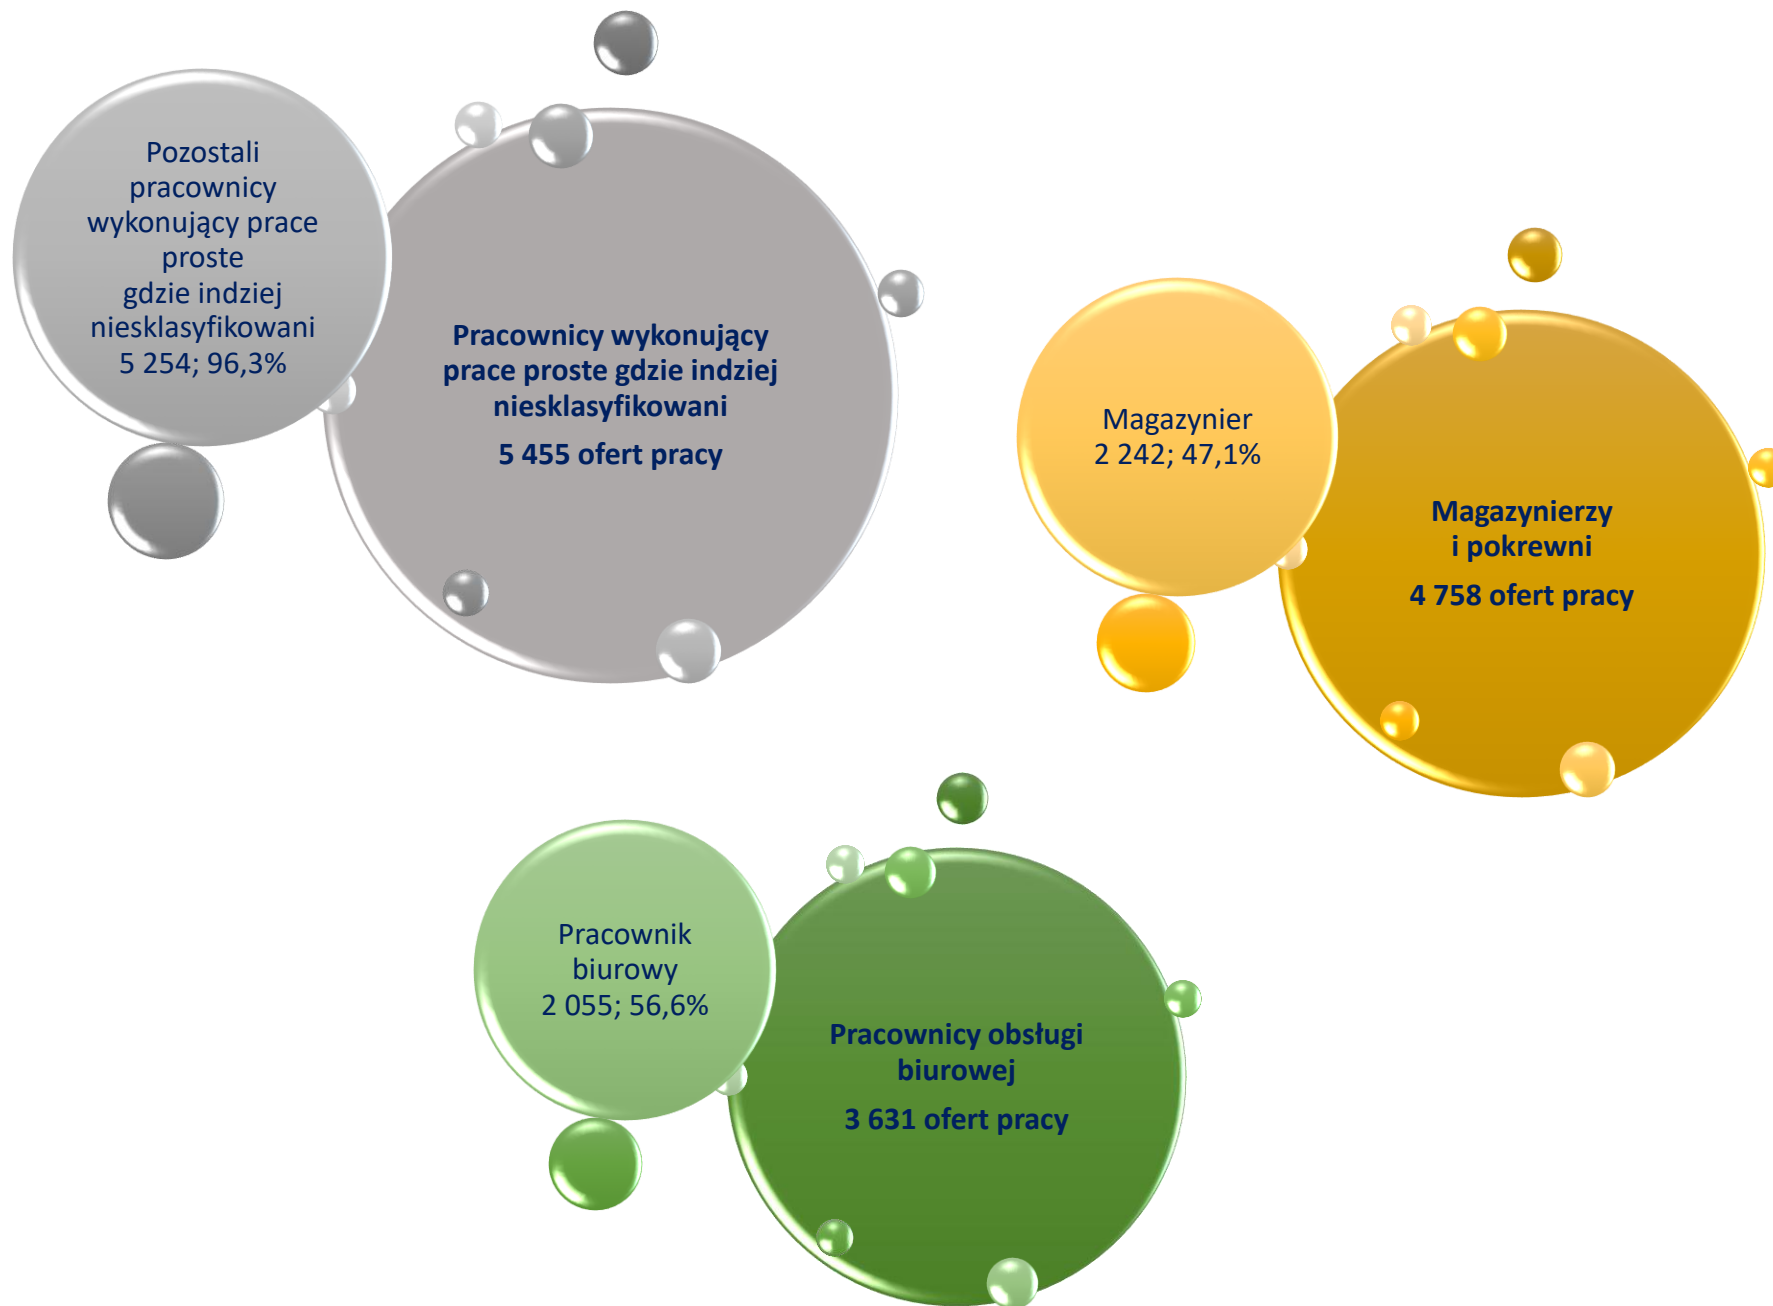 Pozostali
pracownicy
wykonujący prace
proste
gdzie indziej
niesklasyfikowani
5 254; 96,3%
Pracownicy wykonujący
prace proste gdzie indziej
niesklasyfikowani
5 455 ofert pracy
Magazynier
2 242; 47,1%
Magazynierzy
i pokrewni
4 758 ofert pracy
Pracownik
biurowy
2 055; 56,6%
Pracownicy obsługi
biurowej
3 631 ofert pracy